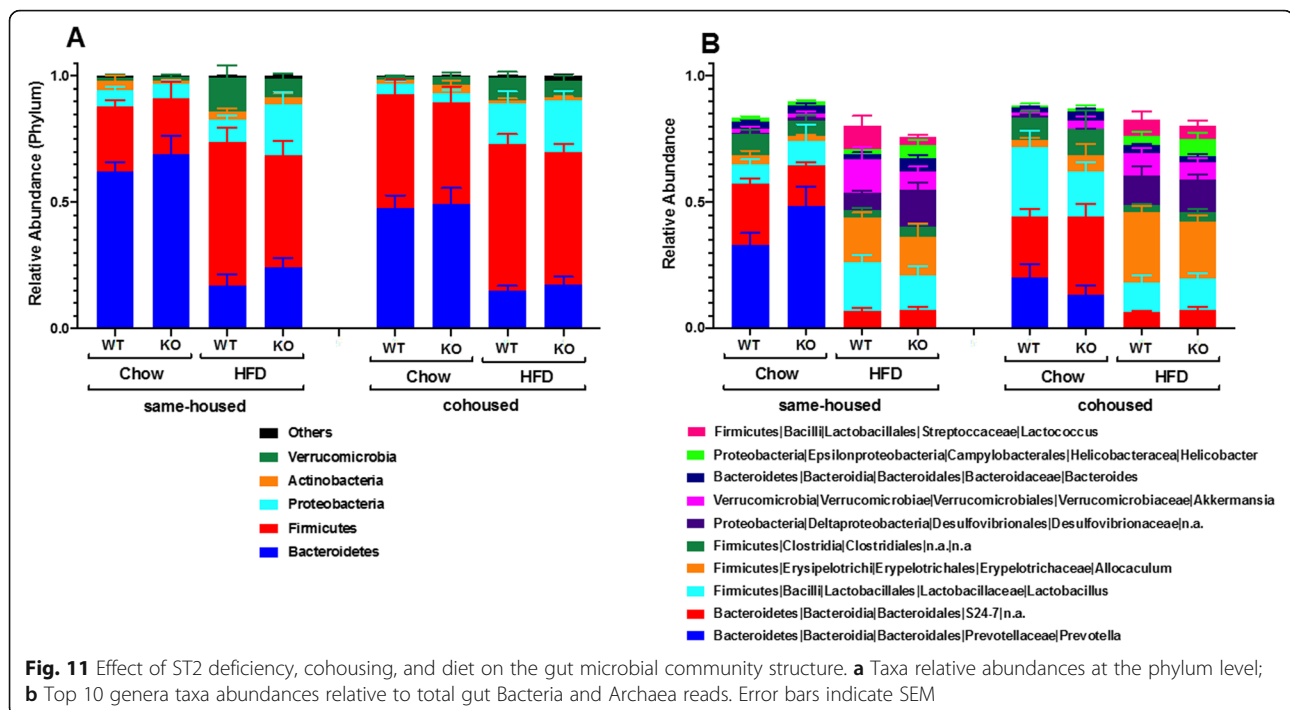 A
Relative Abundance (Phylum)
1.0
0.5
0.0
WT KO WT KO WT KO WT KO
Chow HFD Chow HFD
same-housed cohoused
Others
Verrucomicrobia
Actinobacteria
Proteobacteria
Firmicutes
Bacteroidetes
B
Relative Abundance
1.0
0.5
0.0
WT KO WT KO WT KO WT KO
Chow HFD Chow HFD
same-housed cohoused
Firmicutes|Bacilli|Lactobacillales|Streptoccaceae|Lactococcus
Proteobacteria|Epsilonproteobacteria|Campylobacterales|Helicobacteracea|Helicobacter
Bacteroidetes|Bacteroidia|Bacteroidales|Bacteroidaceae|Bacteroides
Verrucomicrobia|Verrucomicrobiae|Verrucomicrobiales|Verrucomicrobiaceae|Akkermansia
Proteobacteria|Deltaproteobacteria|Desulfovibrionales|Desulfovibrionaceae|n.a.
Firmicutes|Clostridia|Clostridiales|n.a.|n.a
Firmicutes|Erysipelotrichi|Erypelotrichales|Erypelotrichaceae|Allocaculum
Firmicutes|Bacilli|Lactobacillales|Lactobacillaceae|Lactobacillus
Bacteroidetes|Bacteroidia|Bacteroidales|S24-7|n.a.
Bacteroidetes|Bacteroidia|Bacteroidales|Prevotellaceae|Prevotella
Fig. 11 Effect of ST2 deficiency, cohousing, and diet on the gut microbial community structure. a Taxa relative abundances at the phylum level;
b Top 10 genera taxa abundances relative to total gut Bacteria and Archaea reads. Error bars indicate SEM